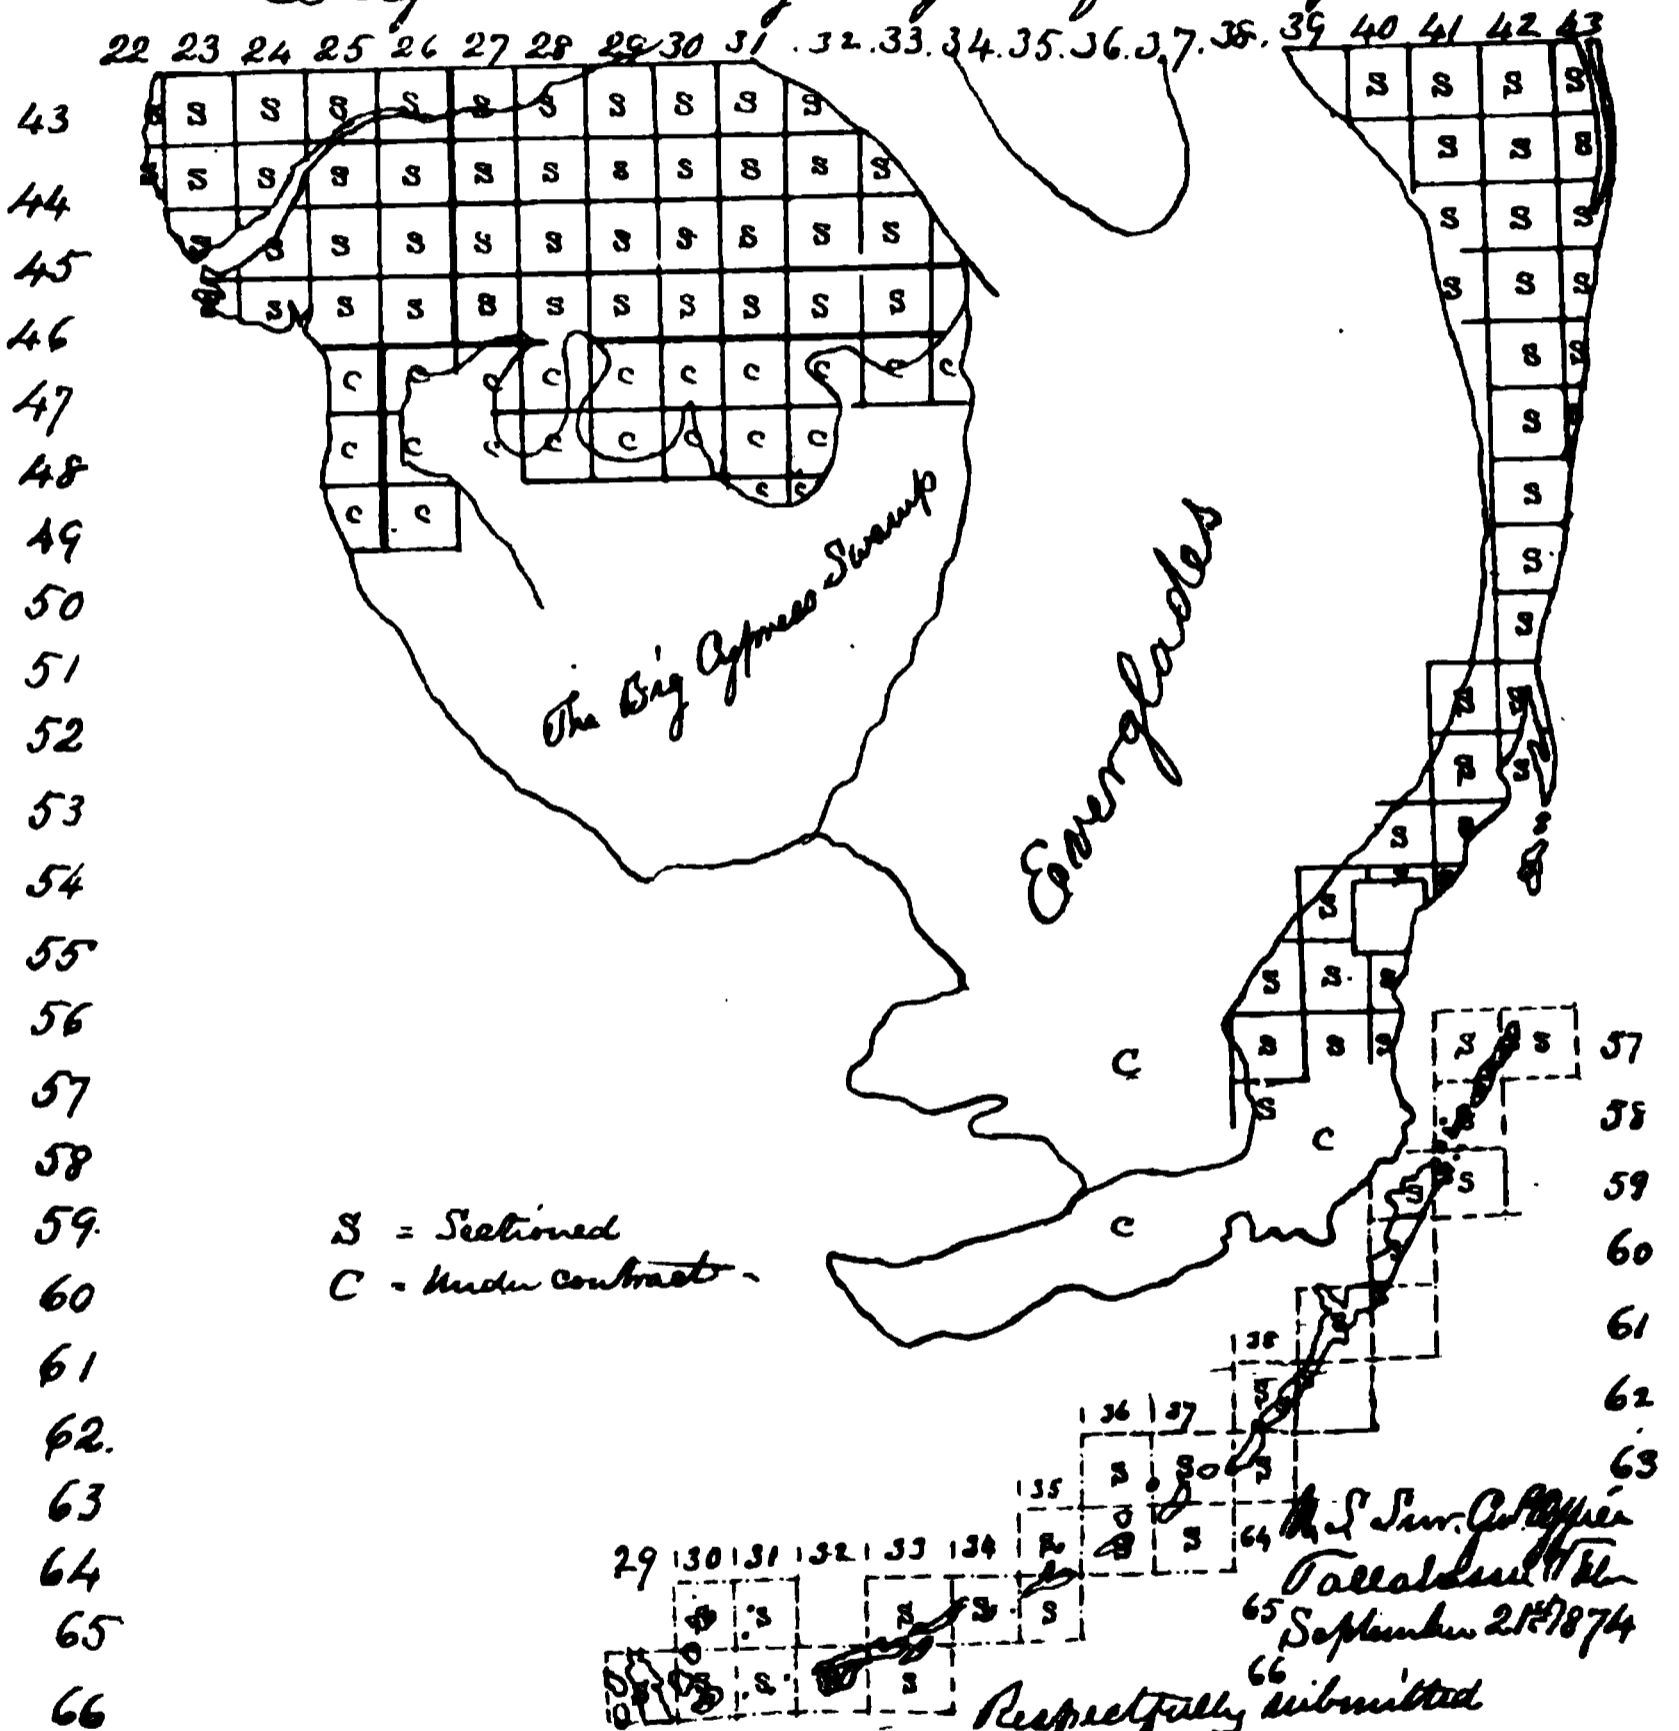 22 23 24 25 26 27 28 29 30 31 . 32 . 33 . 34 . 35 . 36 . 37 . 38 . 39 40 41 42 43
43 S S S S S S S S S S S S S S
S S S S S S S S S S S S S S
44
S S S S S S S S S S S S S S
45
S S S S S S S S S S S S S
46
C C C C C C C C C C S S
47
C C C C C C C C S
48
C C C C S
49
S
50
S
51
S S
52
S S
53
S S
54
S
55
S S S
56
S S S C S S 57
57
S C S 58
58
S S 59
59.
S = Sectioned
C = Under contract -
C
60
60
61
61
38
S
62
62.
36 37
S S S
63
63
35
S S 64
64
29 30 31 32 33 34
65
S S S S S 65
66
S S S 66
The Big Cypress Swamp
Everglades
U S Sur. Genl Office
Tallahassee Fla
September 21st 1874
Respectfully submitted